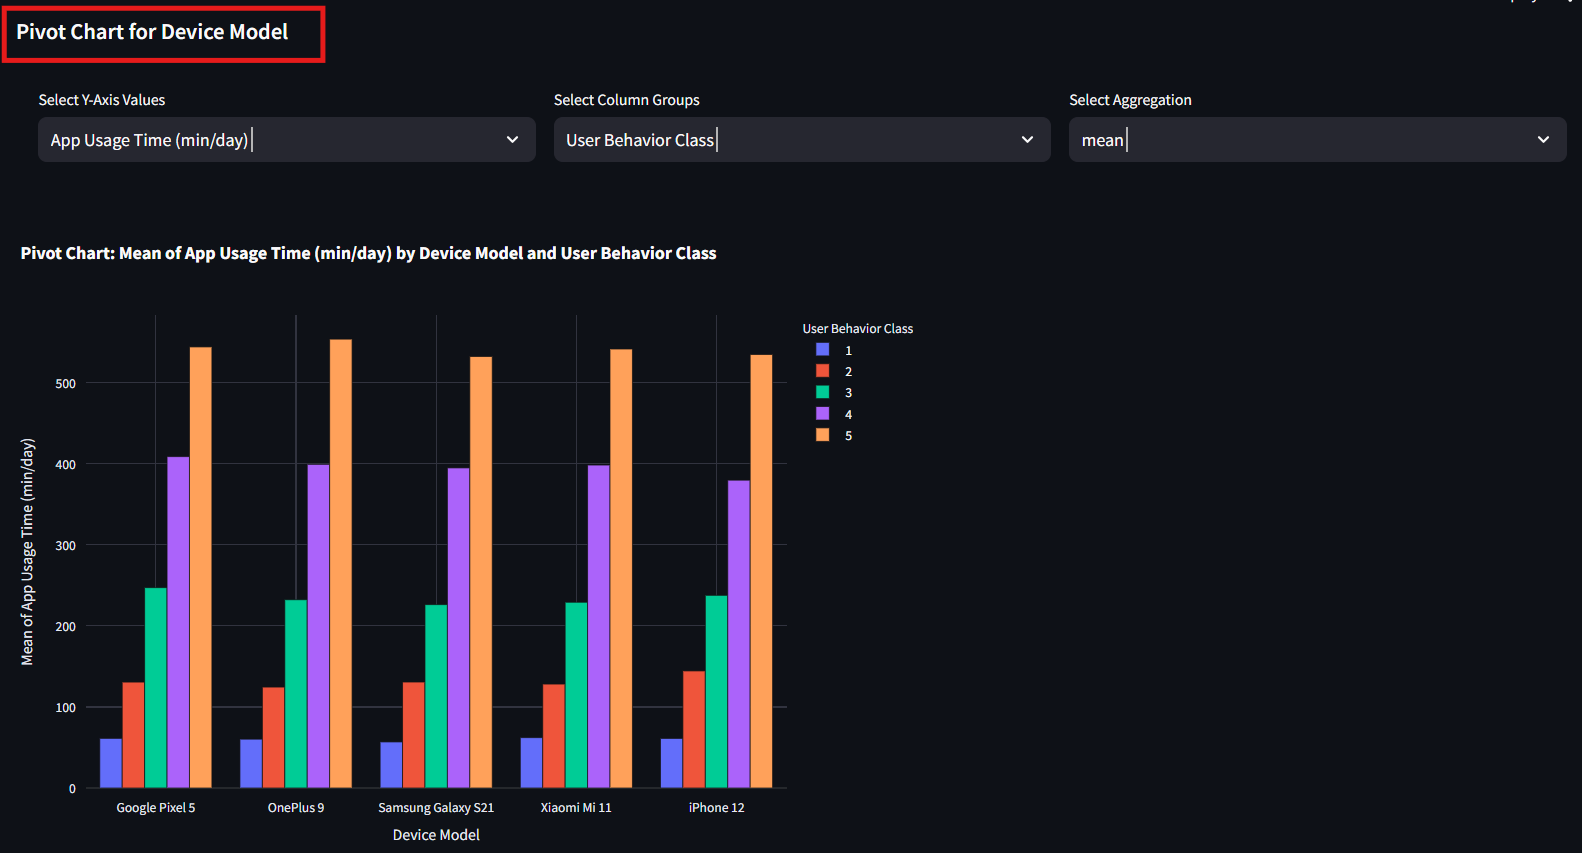 Pivot Chart for Device Model
Select Y-Axis Values
App Usage Time (min/day)
Select Column Groups
User Behavior Class
Select Aggregation
mean
Pivot Chart: Mean of App Usage Time (min/day) by Device Model and User Behavior Class
Mean of App Usage Time (min/day)
500
400
300
200
100
0
Google Pixel 5
OnePlus 9
Samsung Galaxy S21
Xiaomi Mi 11
iPhone 12
Device Model
User Behavior Class
1
2
3
4
5